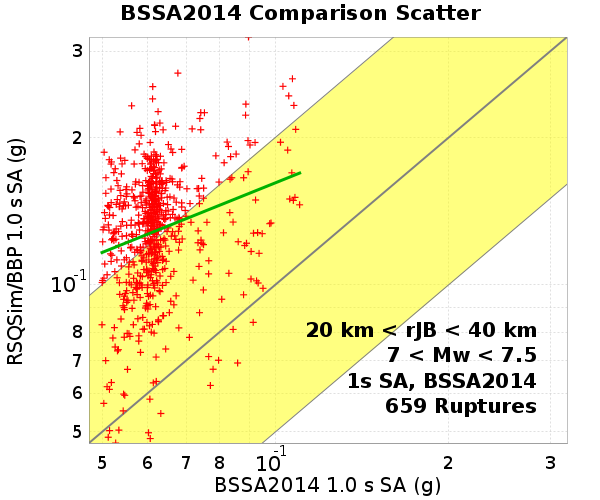 BSSA2014 Comparison Scatter
RSQSim/BBP 1.0 s SA (g)
3
2
10-1
8
7
6
5
20 km < rJB < 40 km
7 < Mw < 7.5
1s SA, BSSA2014
659 Ruptures
5 6 7 8 10-1 2 3
BSSA2014 1.0 s SA (g)